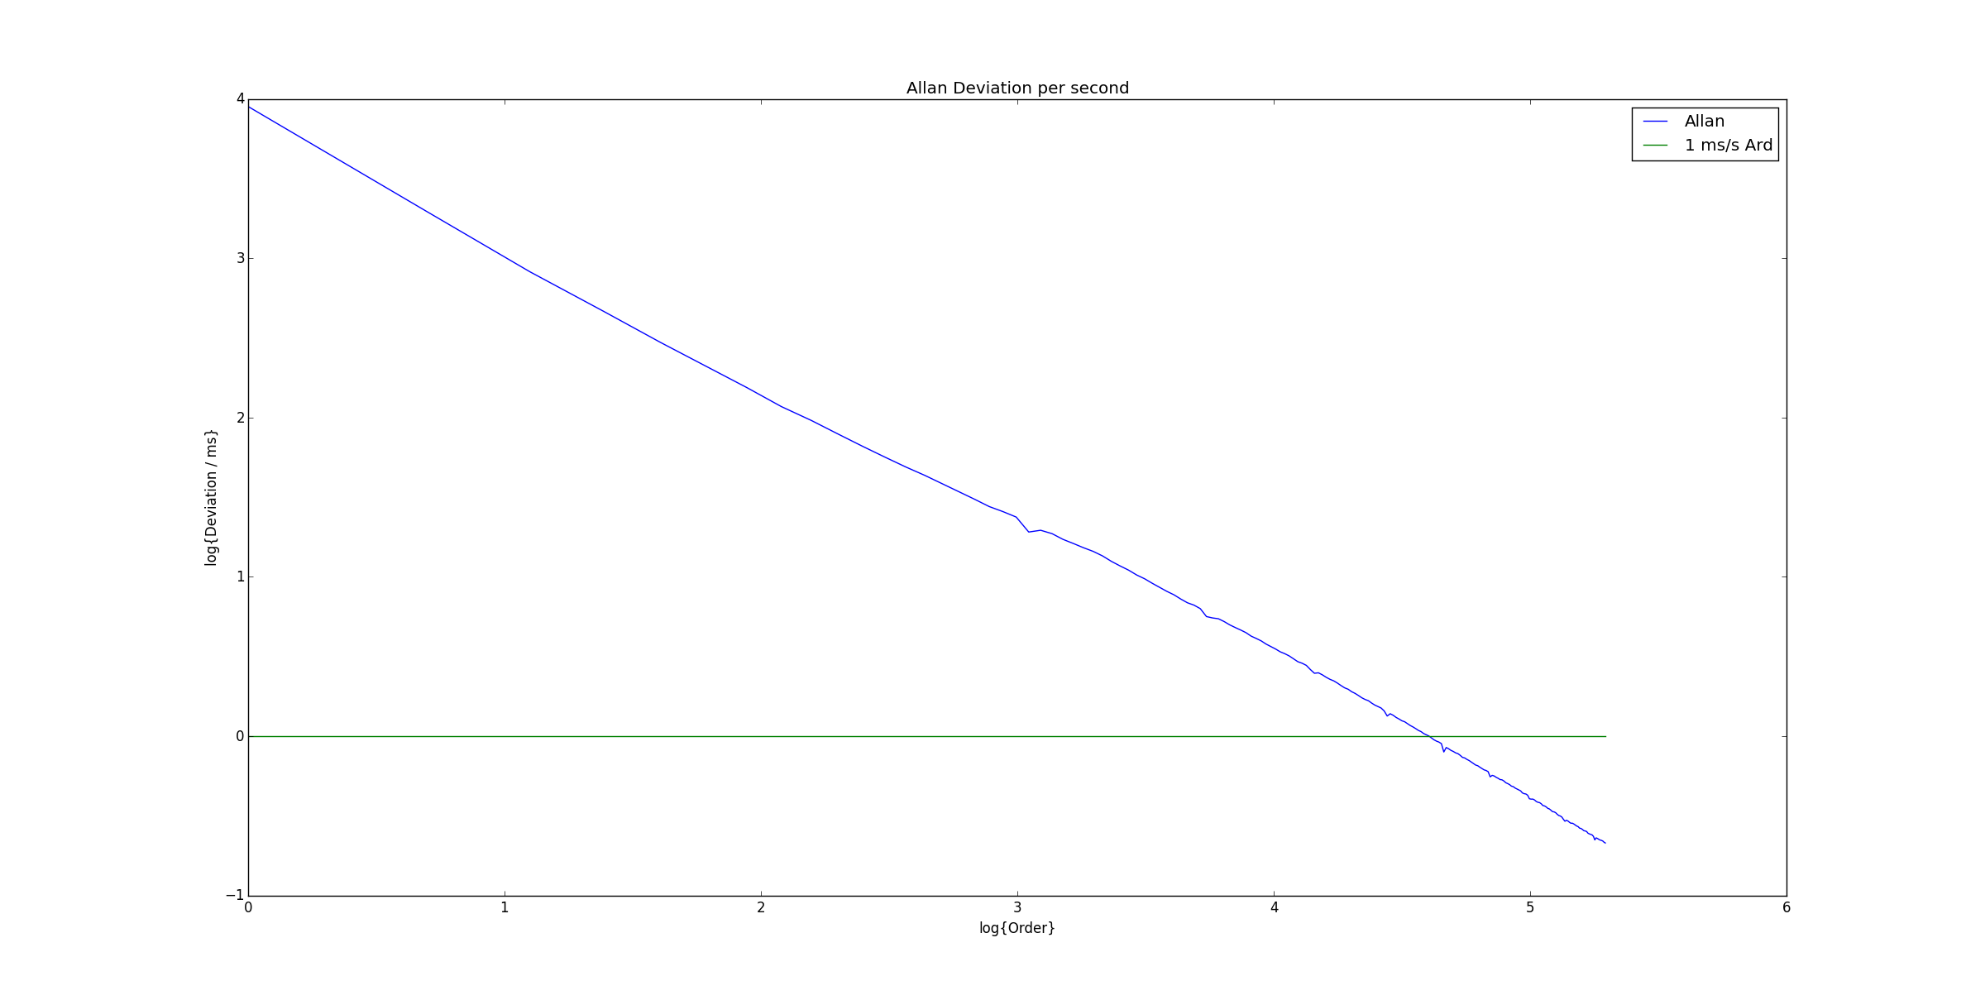 Allan Deviation per second
Allan
1 ms/s Ard
4
3
2
1
0
−1
log{Deviation / ms}
0 1 2 3 4 5 6
log{Order}